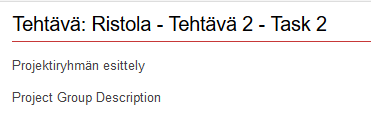 Tehtävä: Ristola - Tehtävä 2 - Task 2
Projektiryhmän esittely
Project Group Description